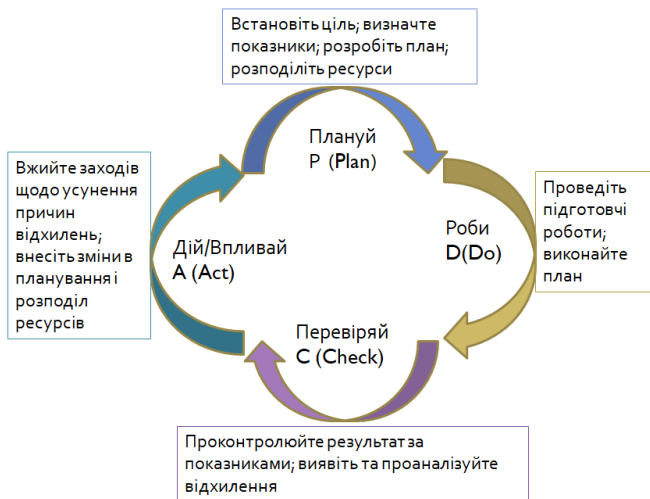 Встановіть ціль; визначте
показники; розробіть план;
розподіліть ресурси
Плануй
P (Plan)
Вжийте заходів
щодо усунення
причин
відхилень;
внесіть зміни в
планування і
розподіл
ресурсів
Дій/Впливай
A (Act)
Роби
D(Do)
Проведіть
підготовчі
роботи;
виконайте
план
Перевіряй
C (Check)
Проконтролюйте результат за
показниками; виявіть та проаналізуйте
відхилення